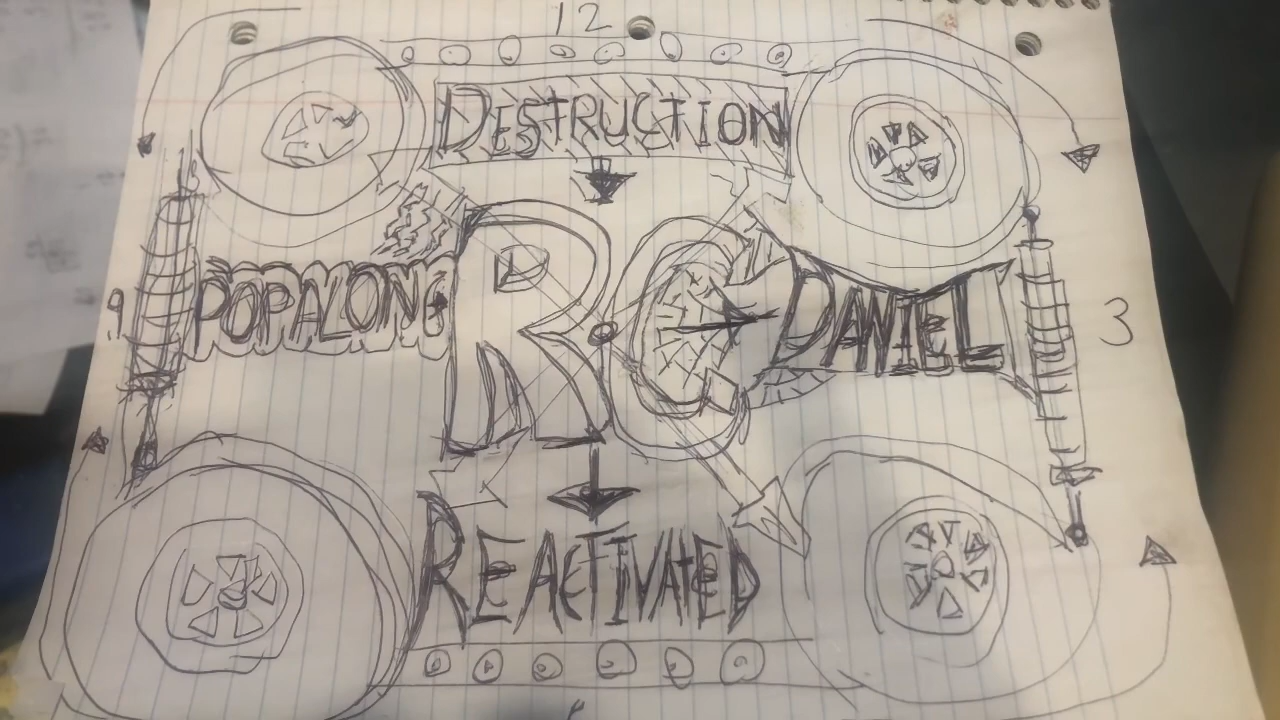 12
DESTRUCTION
POPALONG
RC
DANIEL
9
3
REACTIVATED